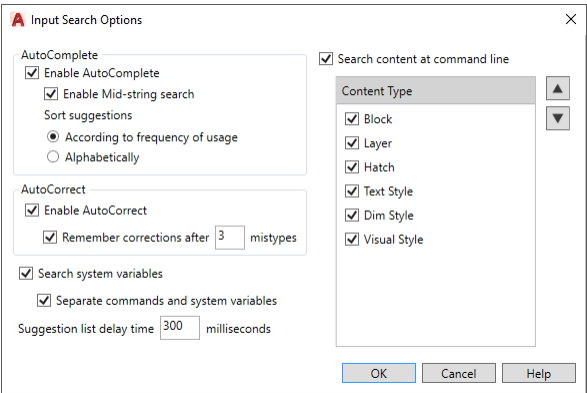 Input Search Options
AutoComplete
Enable AutoComplete
Enable Mid-string search
Sort suggestions
According to frequency of usage
Alphabetically
AutoCorrect
Enable AutoCorrect
Remember corrections after 3 mistypes
Search system variables
Separate commands and system variables
Suggestion list delay time 300 milliseconds
Search content at command line
Content Type
Block
Layer
Hatch
Text Style
Dim Style
Visual Style
OK Cancel Help